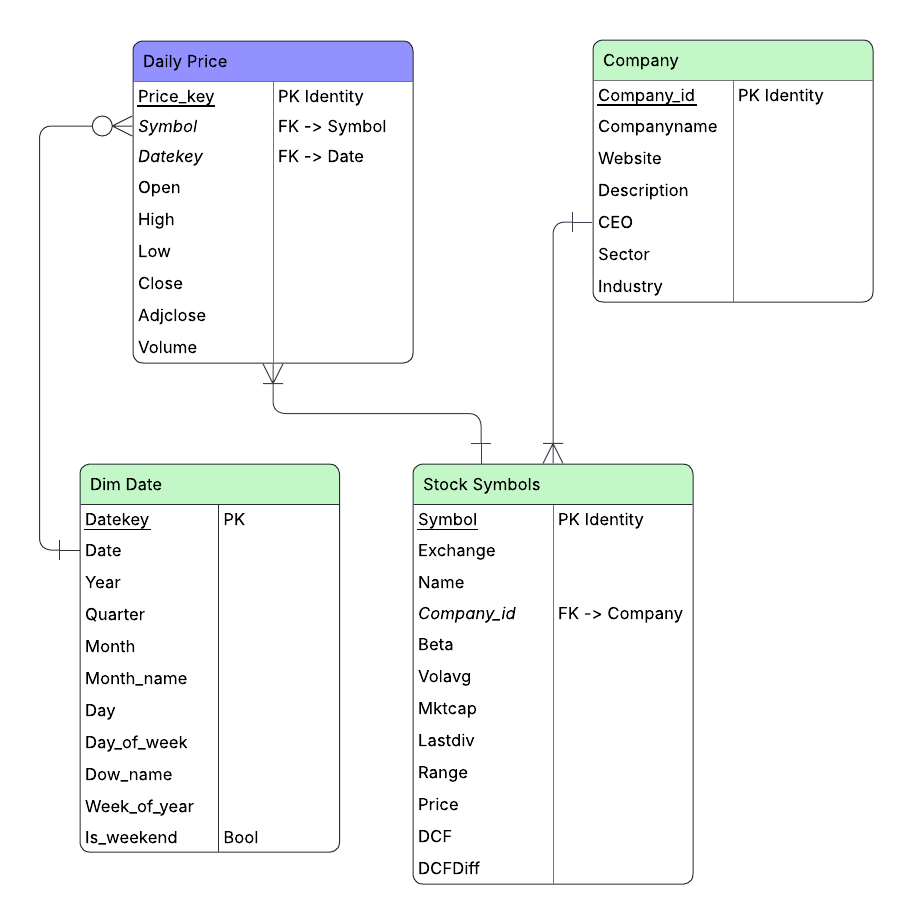 Daily Price
Price_key PK Identity
Symbol FK -> Symbol
Datekey FK -> Date
Open
High
Low
Close
Adjclose
Volume
Company
Company_id PK Identity
Companyname
Website
Description
CEO
Sector
Industry
Dim Date
Datekey PK
Date
Year
Quarter
Month
Month_name
Day
Day_of_week
Dow_name
Week_of_year
Is_weekend Bool
Stock Symbols
Symbol PK Identity
Exchange
Name
Company_id FK -> Company
Beta
Volavg
Mktcap
Lastdiv
Range
Price
DCF
DCFDiff